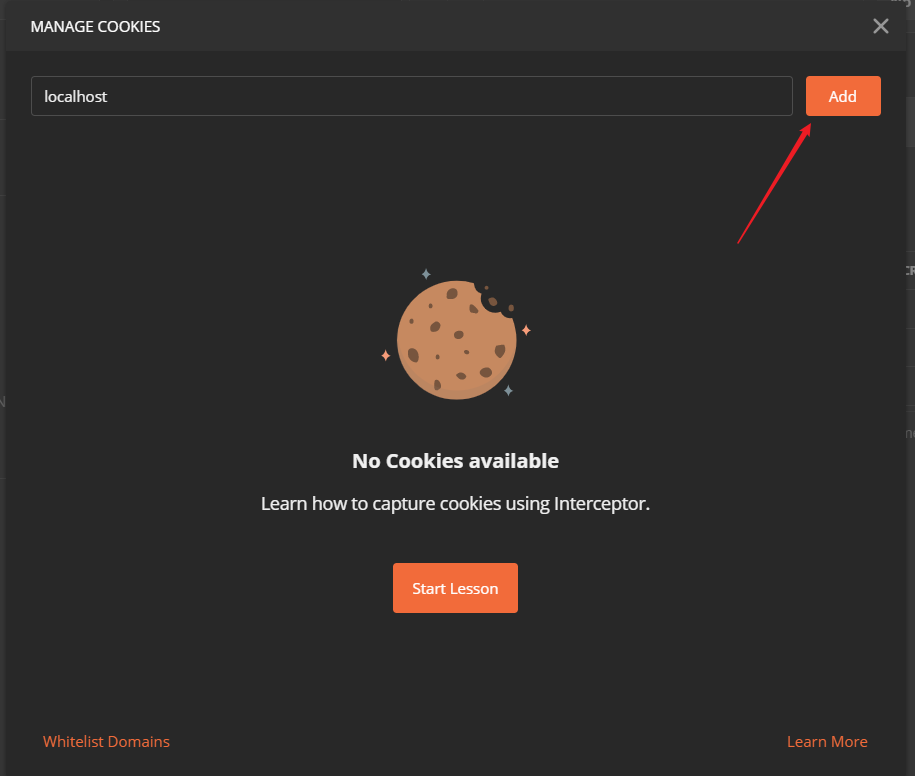 MANAGE COOKIES
localhost
Add
No Cookies available
Learn how to capture cookies using Interceptor.
Start Lesson
Whitelist Domains
Learn More